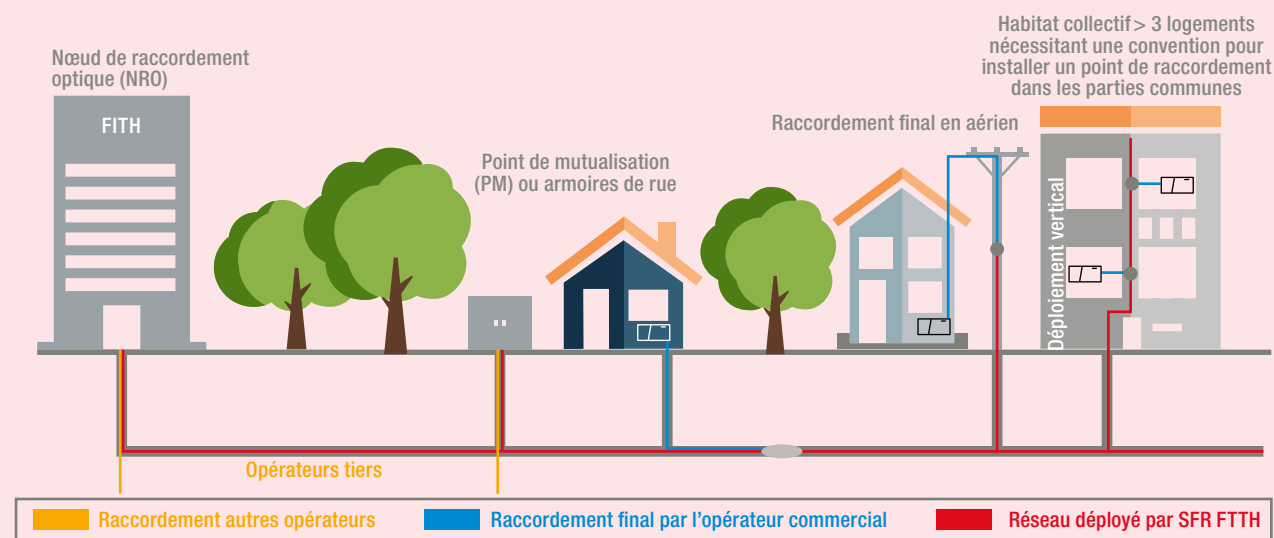 Nœud de raccordement
optique (NRO)
FITH
Point de mutualisation
(PM) ou armoires de rue
Raccordement final en aérien
Habitat collectif > 3 logements
nécessitant une convention pour
installer un point de raccordement
dans les parties communes
Déploiement vertical
Opérateurs tiers
Raccordement autres opérateurs
Raccordement final par l'opérateur commercial
Réseau déployé par SFR FTTH